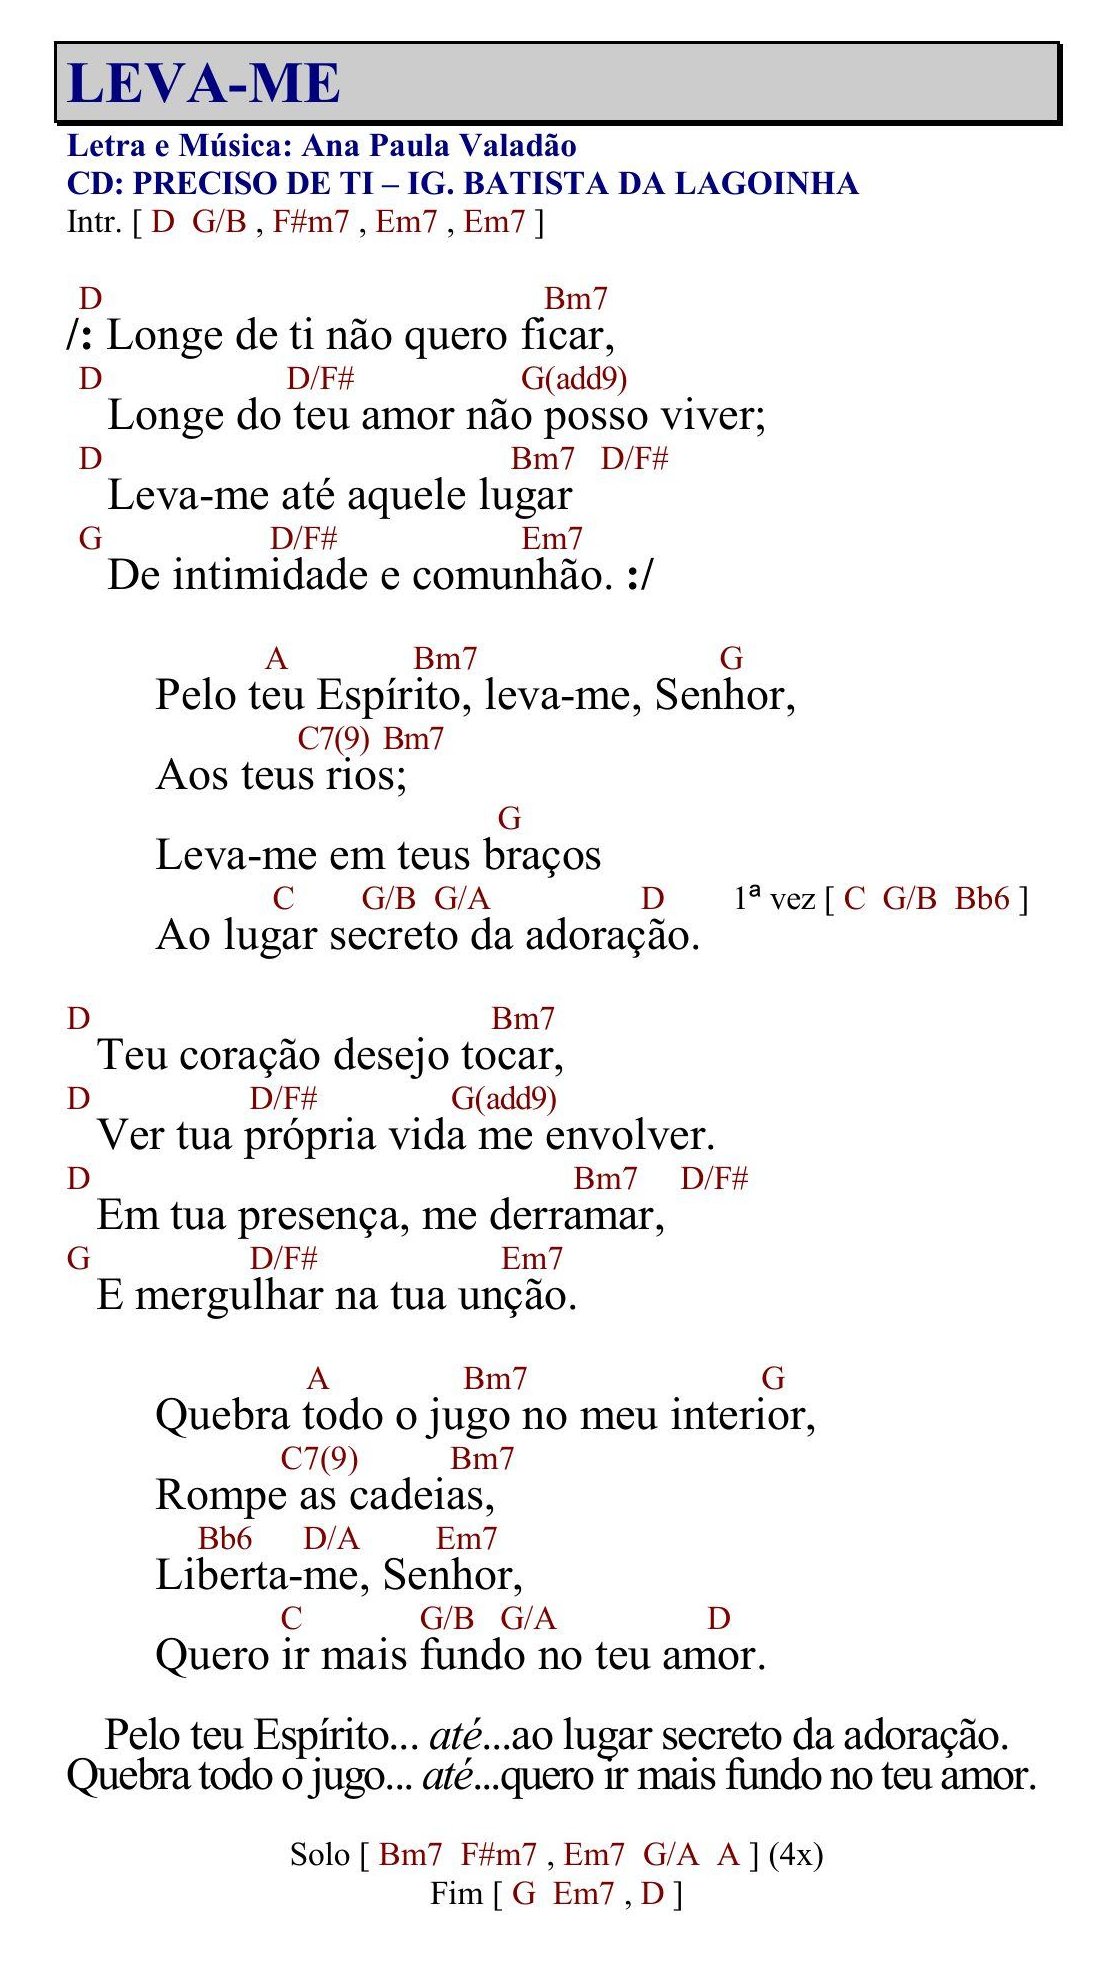 LEVA-ME
Letra e Música: Ana Paula Valadão
CD: PRECISO DE TI – IG. BATISTA DA LAGOINHA
Intr. [ D G/B , F#m7 , Em7 , Em7 ]
D Bm7
/: Longe de ti não quero ficar,
D D/F# G(add9)
Longe do teu amor não posso viver;
D Bm7 D/F#
Leva-me até aquele lugar
G D/F# Em7
De intimidade e comunhão. :/
A Bm7 G
Pelo teu Espírito, leva-me, Senhor,
C7(9) Bm7
Aos teus rios;
G
Leva-me em teus braços
C G/B G/A D 1ª vez [ C G/B Bb6 ]
Ao lugar secreto da adoração.
D Bm7
Teu coração desejo tocar,
D D/F# G(add9)
Ver tua própria vida me envolver.
D Bm7 D/F#
Em tua presença, me derramar,
G D/F# Em7
E mergulhar na tua unção.
A Bm7 G
Quebra todo o jugo no meu interior,
C7(9) Bm7
Rompe as cadeias,
Bb6 D/A Em7
Liberta-me, Senhor,
C G/B G/A D
Quero ir mais fundo no teu amor.
Pelo teu Espírito... até...ao lugar secreto da adoração.
Quebra todo o jugo... até...quero ir mais fundo no teu amor.
Solo [ Bm7 F#m7 , Em7 G/A A ] (4x)
Fim [ G Em7 , D ]